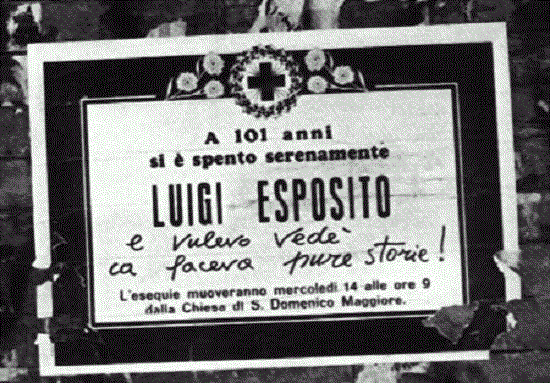 A 101 anni
si è spento serenamente
LUIGI ESPOSITO
e vulevo vedè
ca faceva pure storie!
L'esequie muoveranno mercoledì 14 alle ore 9
dalla Chiesa di S. Domenico Maggiore.